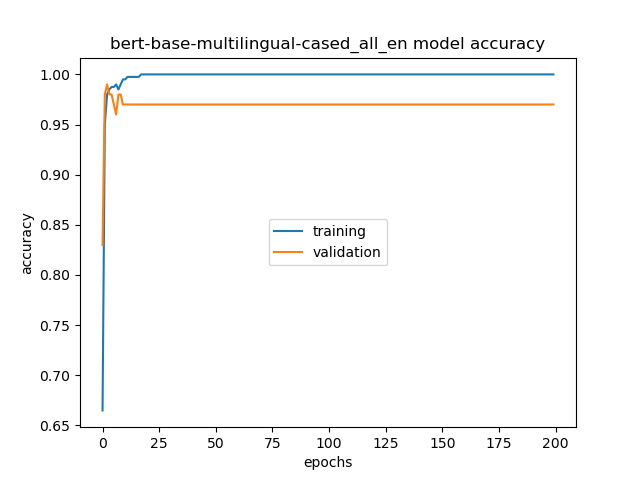 bert-base-multilingual-cased_all_en model accuracy
1.00
0.95
0.90
0.85
0.80
0.75
0.70
0.65
accuracy
training
validation
0 25 50 75 100 125 150 175 200
epochs